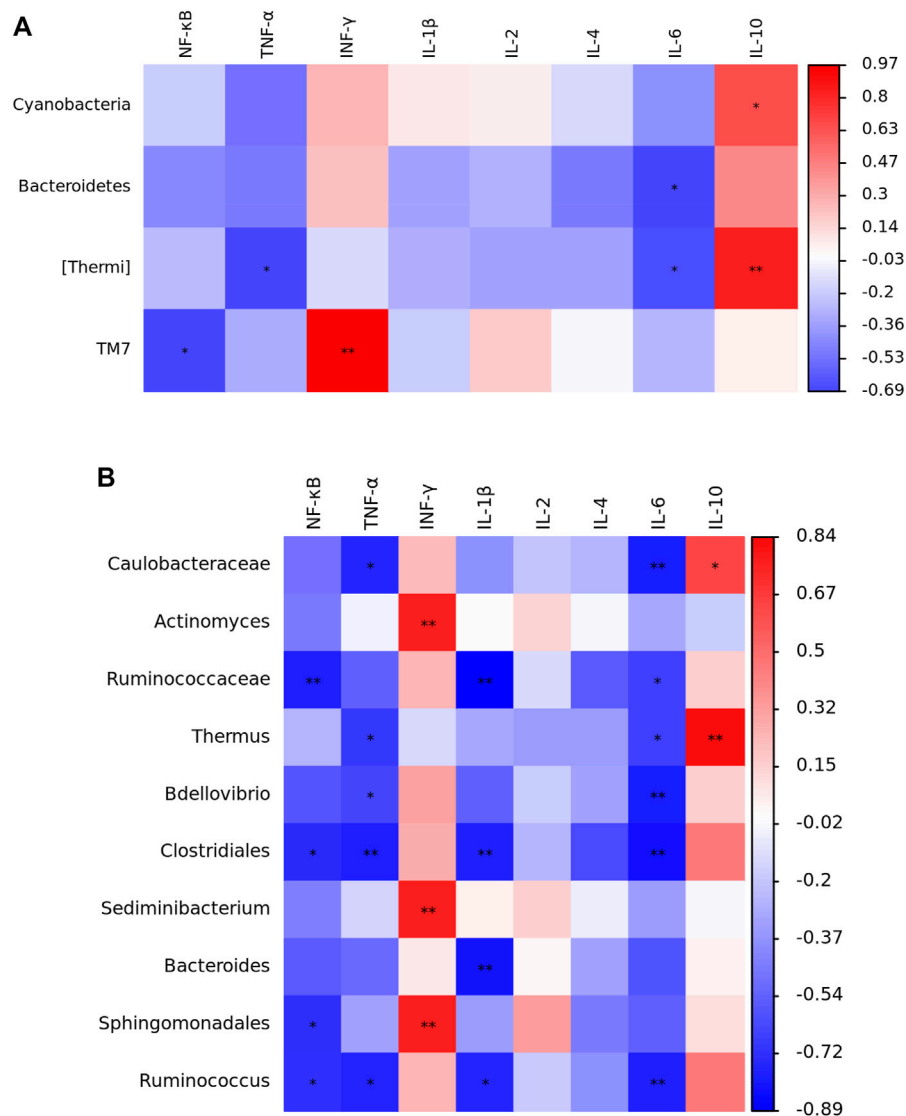 A
NF-κB TNF-α INF-γ IL-1β IL-2 IL-4 IL-6 IL-10
0.97
Cyanobacteria * 0.8
0.63
Bacteroidetes * 0.47
0.3
0.14
[Thermi] * * ** -0.03
-0.2
TM7 * ** -0.36
-0.53
-0.69
B
NF-κB TNF-α INF-γ IL-1β IL-2 IL-4 IL-6 IL-10
0.84
Caulobacteraceae * ** *
Actinomyces ** 0.67
Ruminococcaceae ** ** * 0.5
Thermus * * ** 0.32
Bdellovibrio * ** 0.15
Clostridiales * ** ** ** -0.02
Sediminibacterium ** -0.2
Bacteroides ** -0.37
Sphingomonadales * ** -0.54
-0.72
Ruminococcus * * * **
-0.89